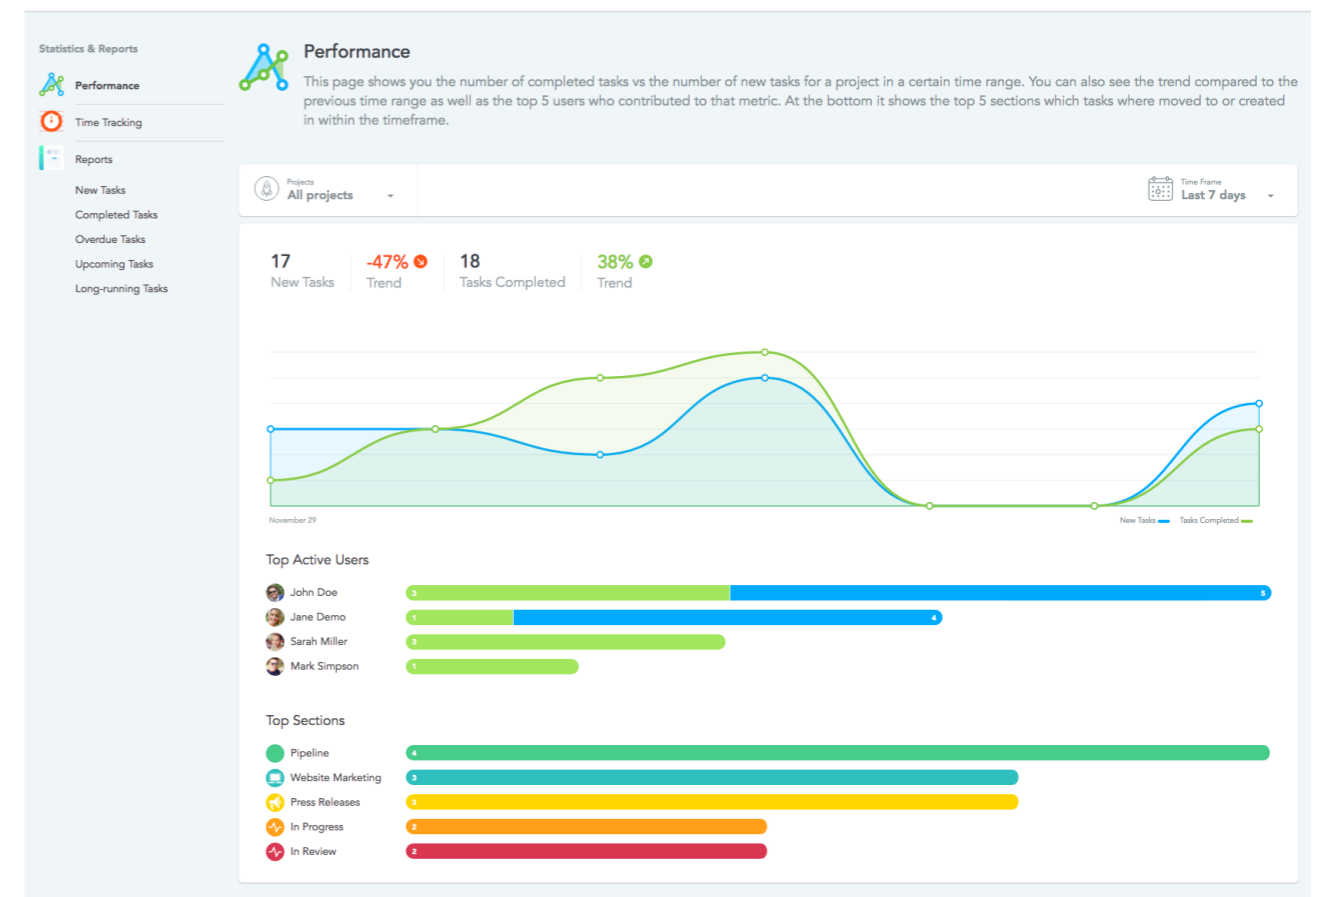 Statistics & Reports
Performance
Time Tracking
Reports
New Tasks
Completed Tasks
Overdue Tasks
Upcoming Tasks
Long-running Tasks
Performance
This page shows you the number of completed tasks vs the number of new tasks for a project in a certain time range. You can also see the trend compared to the
previous time range as well as the top 5 users who contributed to that metric. At the bottom it shows the top 5 sections which tasks where moved to or created
in within the timeframe.
Projects
All projects
Time Frame
Last 7 days
17
New Tasks
-47%
Trend
18
Tasks Completed
38%
Trend
November 29
New Tasks
Tasks Completed
Top Active Users
John Doe 3 5
Jane Demo 1 4
Sarah Miller 3
Mark Simpson 1
Top Sections
Pipeline 4
Website Marketing 3
Press Releases 3
In Progress 2
In Review 2